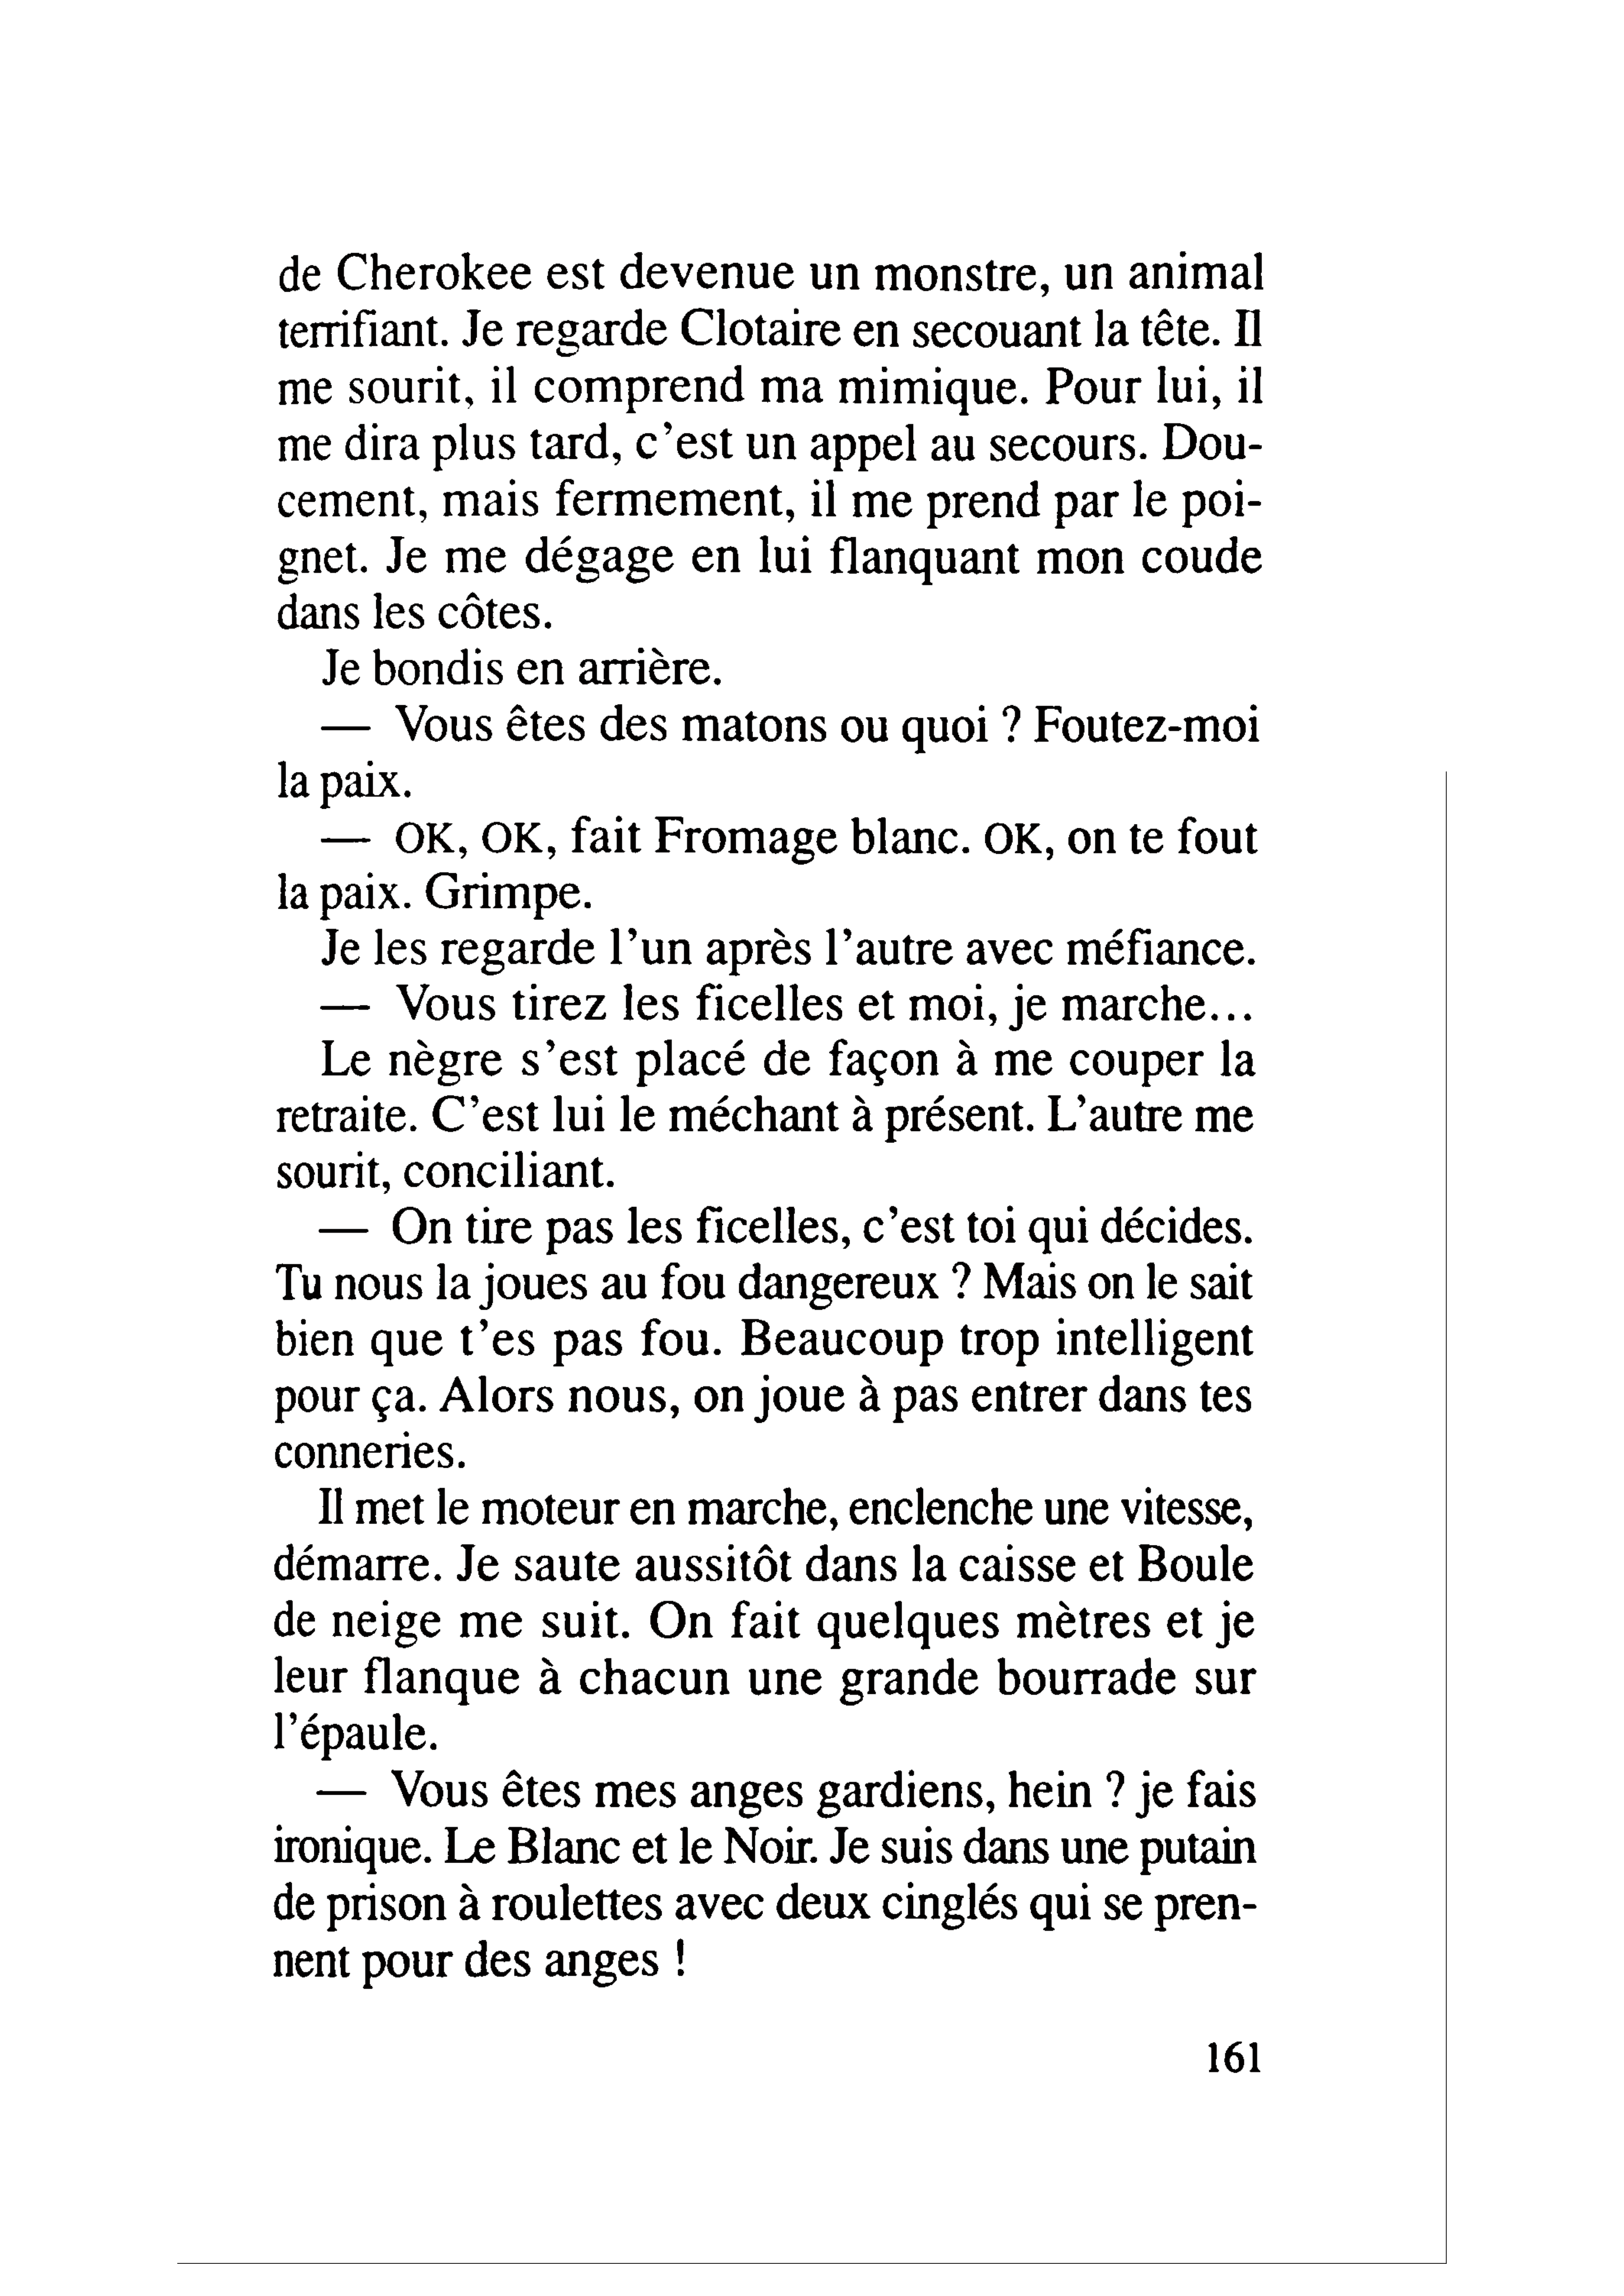 de Cherokee est devenue un monstre, un animal
terrifiant. Je regarde Clotaire en secouant la tête. Il
me sourit, il comprend ma mimique. Pour lui, il
me dira plus tard, c’est un appel au secours. Dou-
cement, mais fermement, il me prend par le poi-
gnet. Je me dégage en lui flanquant mon coude
dans les côtes.
Je bondis en arrière.
— Vous êtes des matons ou quoi ? Foutez-moi
la paix.
— OK, OK, fait Fromage blanc. OK, on te fout
la paix. Grimpe.
Je les regarde l’un après l’autre avec méfiance.
— Vous tirez les ficelles et moi, je marche...
Le nègre s’est placé de façon à me couper la
retraite. C’est lui le méchant à présent. L’autre me
sourit, conciliant.
— On tire pas les ficelles, c’est toi qui décides.
Tu nous la joues au fou dangereux ? Mais on le sait
bien que t’es pas fou. Beaucoup trop intelligent
pour ça. Alors nous, on joue à pas entrer dans tes
conneries.
Il met le moteur en marche, enclenche une vitesse,
démarre. Je saute aussitôt dans la caisse et Boule
de neige me suit. On fait quelques mètres et je
leur flanque à chacun une grande bourrade sur
l’épaule.
— Vous êtes mes anges gardiens, hein ? je fais
ironique. Le Blanc et le Noir. Je suis dans une putain
de prison à roulettes avec deux cinglés qui se pren-
nent pour des anges !
161